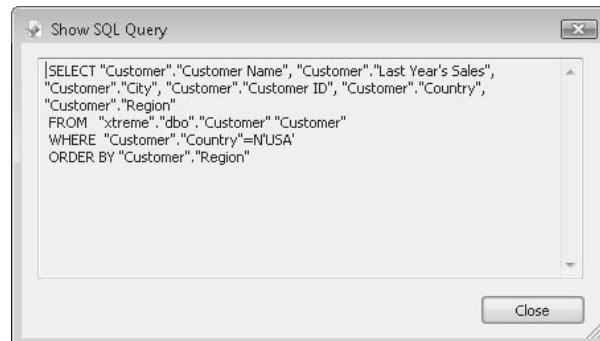 Show SQL Query
SELECT "Customer"."Customer Name", "Customer"."Last Year's Sales",
"Customer"."City", "Customer"."Customer ID", "Customer"."Country",
"Customer"."Region"
FROM "xtreme"."dbo"."Customer" "Customer"
WHERE "Customer"."Country"=N'USA'
ORDER BY "Customer"."Region"
Close